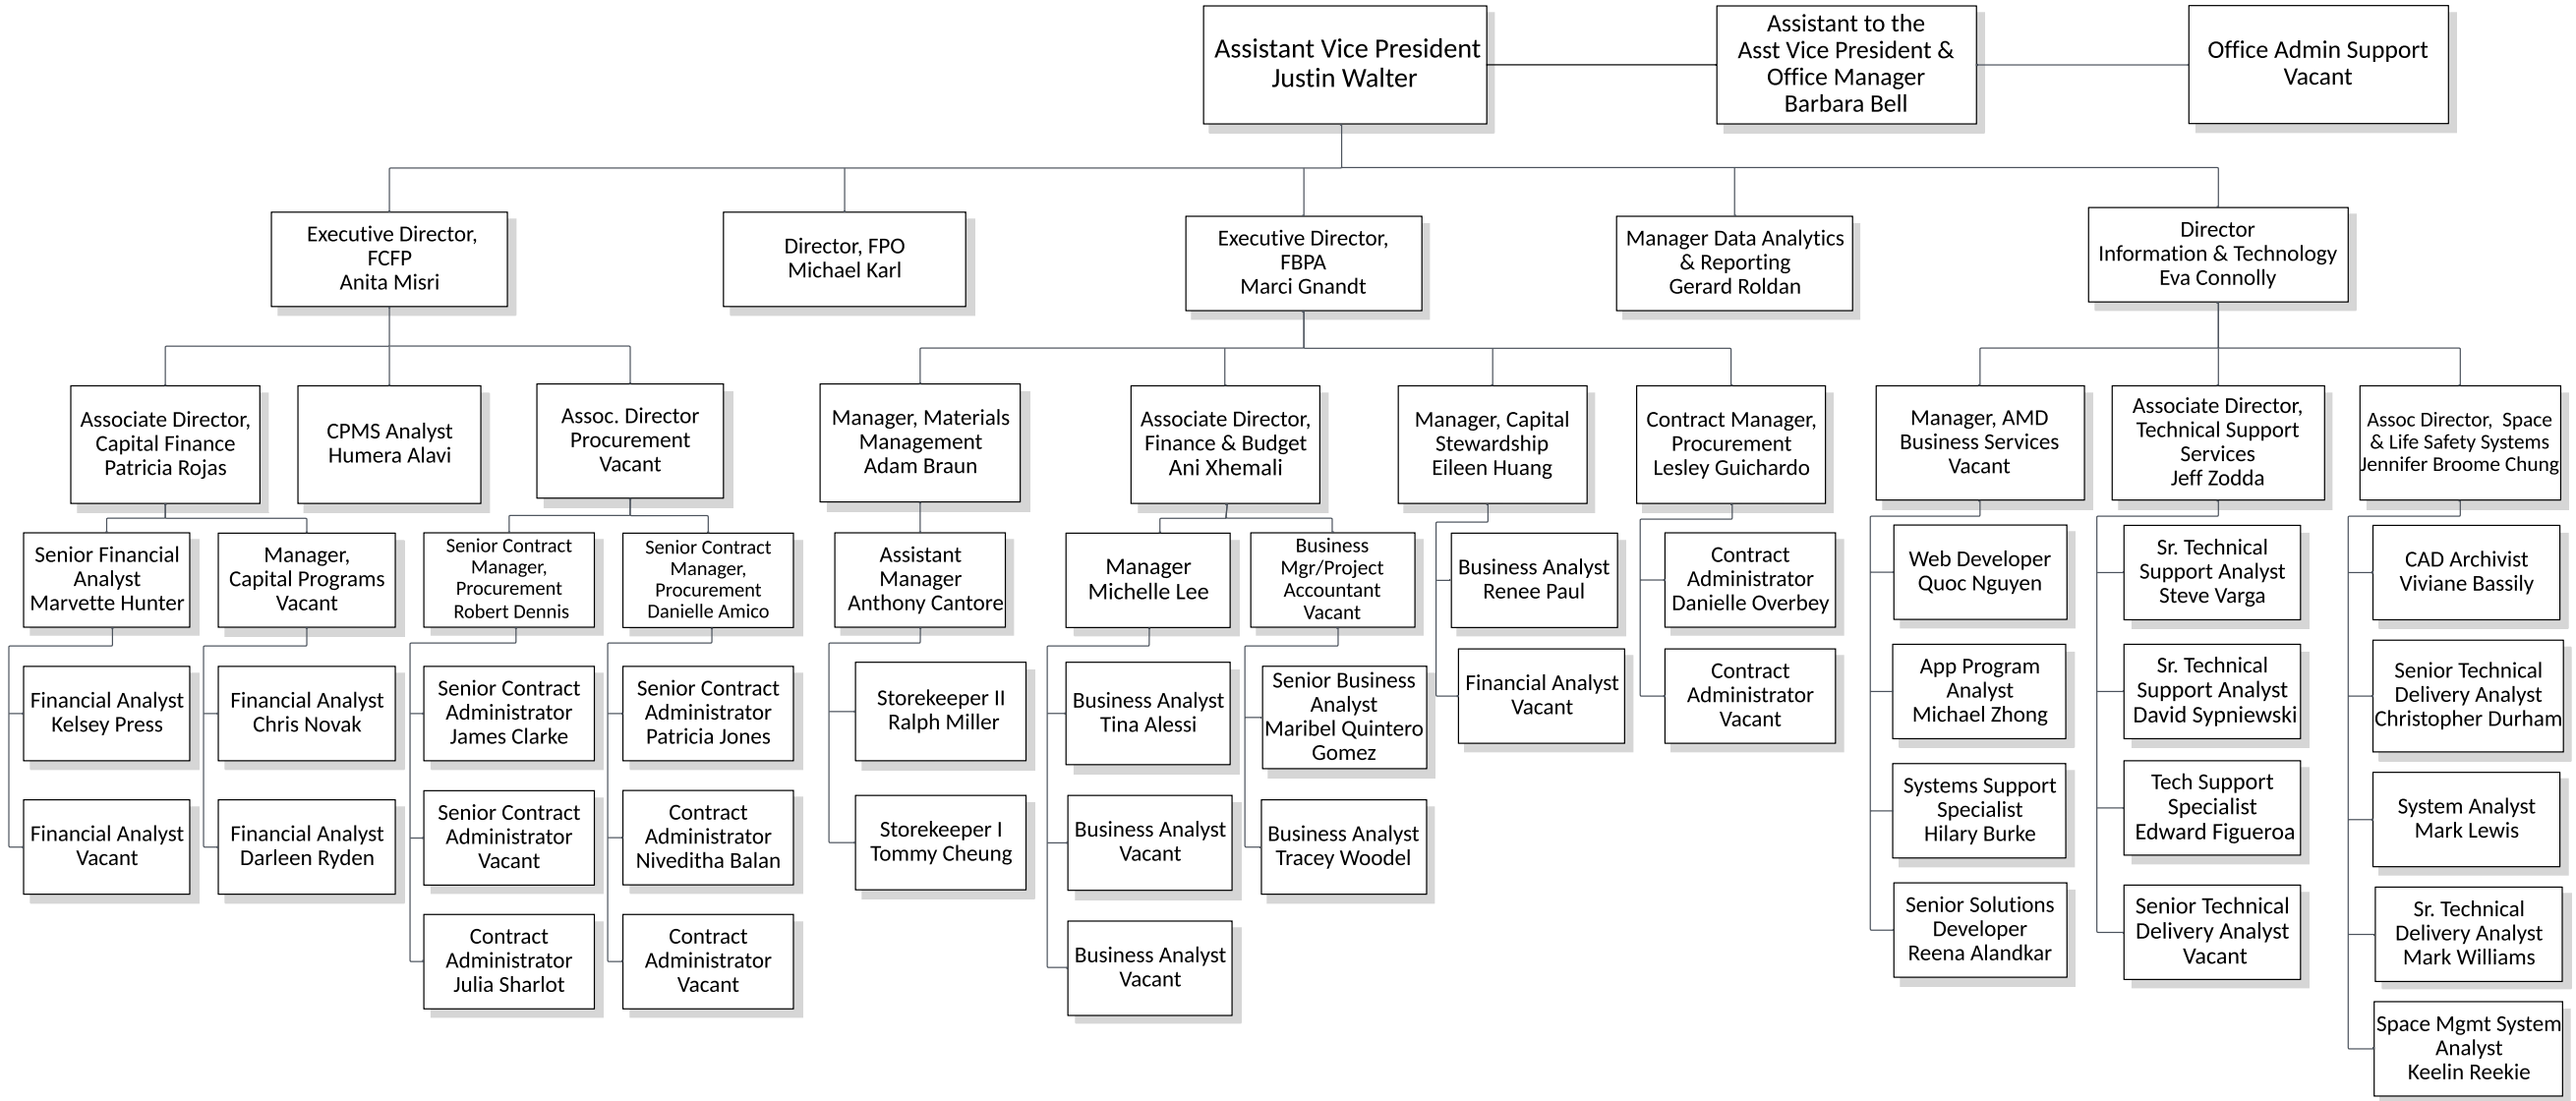 Assistant Vice President
Justin Walter
Assistant to the
Asst Vice President &
Office Manager
Barbara Bell
Office Admin Support
Vacant
Executive Director,
FCFP
Anita Misri
Director, FPO
Michael Karl
Executive Director,
FBPA
Marci Gnandt
Manager Data Analytics
& Reporting
Gerard Roldan
Director
Information & Technology
Eva Connolly
Associate Director,
Capital Finance
Patricia Rojas
CPMS Analyst
Humera Alavi
Assoc. Director
Procurement
Vacant
Manager, Materials
Management
Adam Braun
Associate Director,
Finance & Budget
Ani Xhemali
Manager, Capital
Stewardship
Eileen Huang
Contract Manager,
Procurement
Lesley Guichardo
Manager, AMD
Business Services
Vacant
Associate Director,
Technical Support
Services
Jeff Zodda
Assoc Director,  Space
& Life Safety Systems
Jennifer Broome Chung
Senior Financial
Analyst
Marvette Hunter
Manager,
Capital Programs
Vacant
Senior Contract
Manager,
Procurement
Robert Dennis
Senior Contract
Manager,
Procurement
Danielle Amico
Assistant
Manager
Anthony Cantore
Manager
Michelle Lee
Business
Mgr/Project
Accountant
Vacant
Business Analyst
Renee Paul
Contract
Administrator
Danielle Overbey
Web Developer
Quoc Nguyen
Sr. Technical
Support Analyst
Steve Varga
CAD Archivist
Viviane Bassily
Financial Analyst
Kelsey Press
Financial Analyst
Chris Novak
Senior Contract
Administrator
James Clarke
Senior Contract
Administrator
Patricia Jones
Storekeeper II
Ralph Miller
Business Analyst
Tina Alessi
Senior Business
Analyst
Maribel Quintero
Gomez
Financial Analyst
Vacant
Contract
Administrator
Vacant
App Program
Analyst
Michael Zhong
Sr. Technical
Support Analyst
David Sypniewski
Senior Technical
Delivery Analyst
Christopher Durham
Financial Analyst
Vacant
Financial Analyst
Darleen Ryden
Senior Contract
Administrator
Vacant
Contract
Administrator
Niveditha Balan
Storekeeper I
Tommy Cheung
Business Analyst
Vacant
Business Analyst
Tracey Woodel
Systems Support
Specialist
Hilary Burke
Tech Support
Specialist
Edward Figueroa
System Analyst
Mark Lewis
Contract
Administrator
Julia Sharlot
Contract
Administrator
Vacant
Business Analyst
Vacant
Senior Solutions
Developer
Reena Alandkar
Senior Technical
Delivery Analyst
Vacant
Sr. Technical
Delivery Analyst
Mark Williams
Space Mgmt System
Analyst
Keelin Reekie